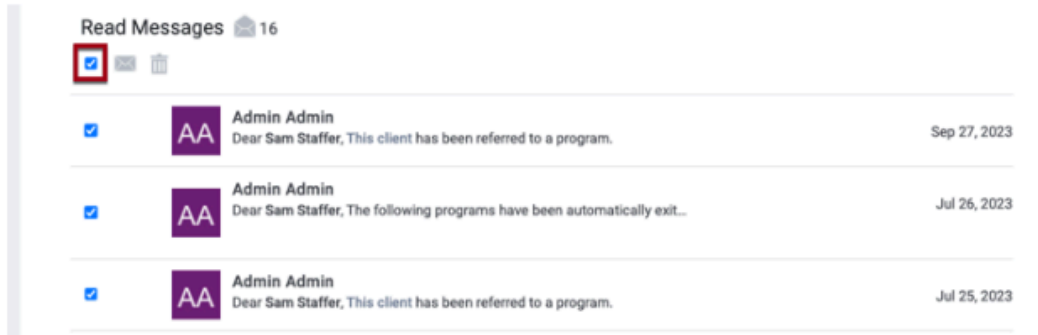 Read Messages 16
Admin Admin
AA
Dear Sam Staffer, This client has been referred to a program.
Sep 27, 2023
Admin Admin
AA
Dear Sam Staffer, The following programs have been automatically exit...
Jul 26, 2023
Admin Admin
AA
Dear Sam Staffer, This client has been referred to a program.
Jul 25, 2023